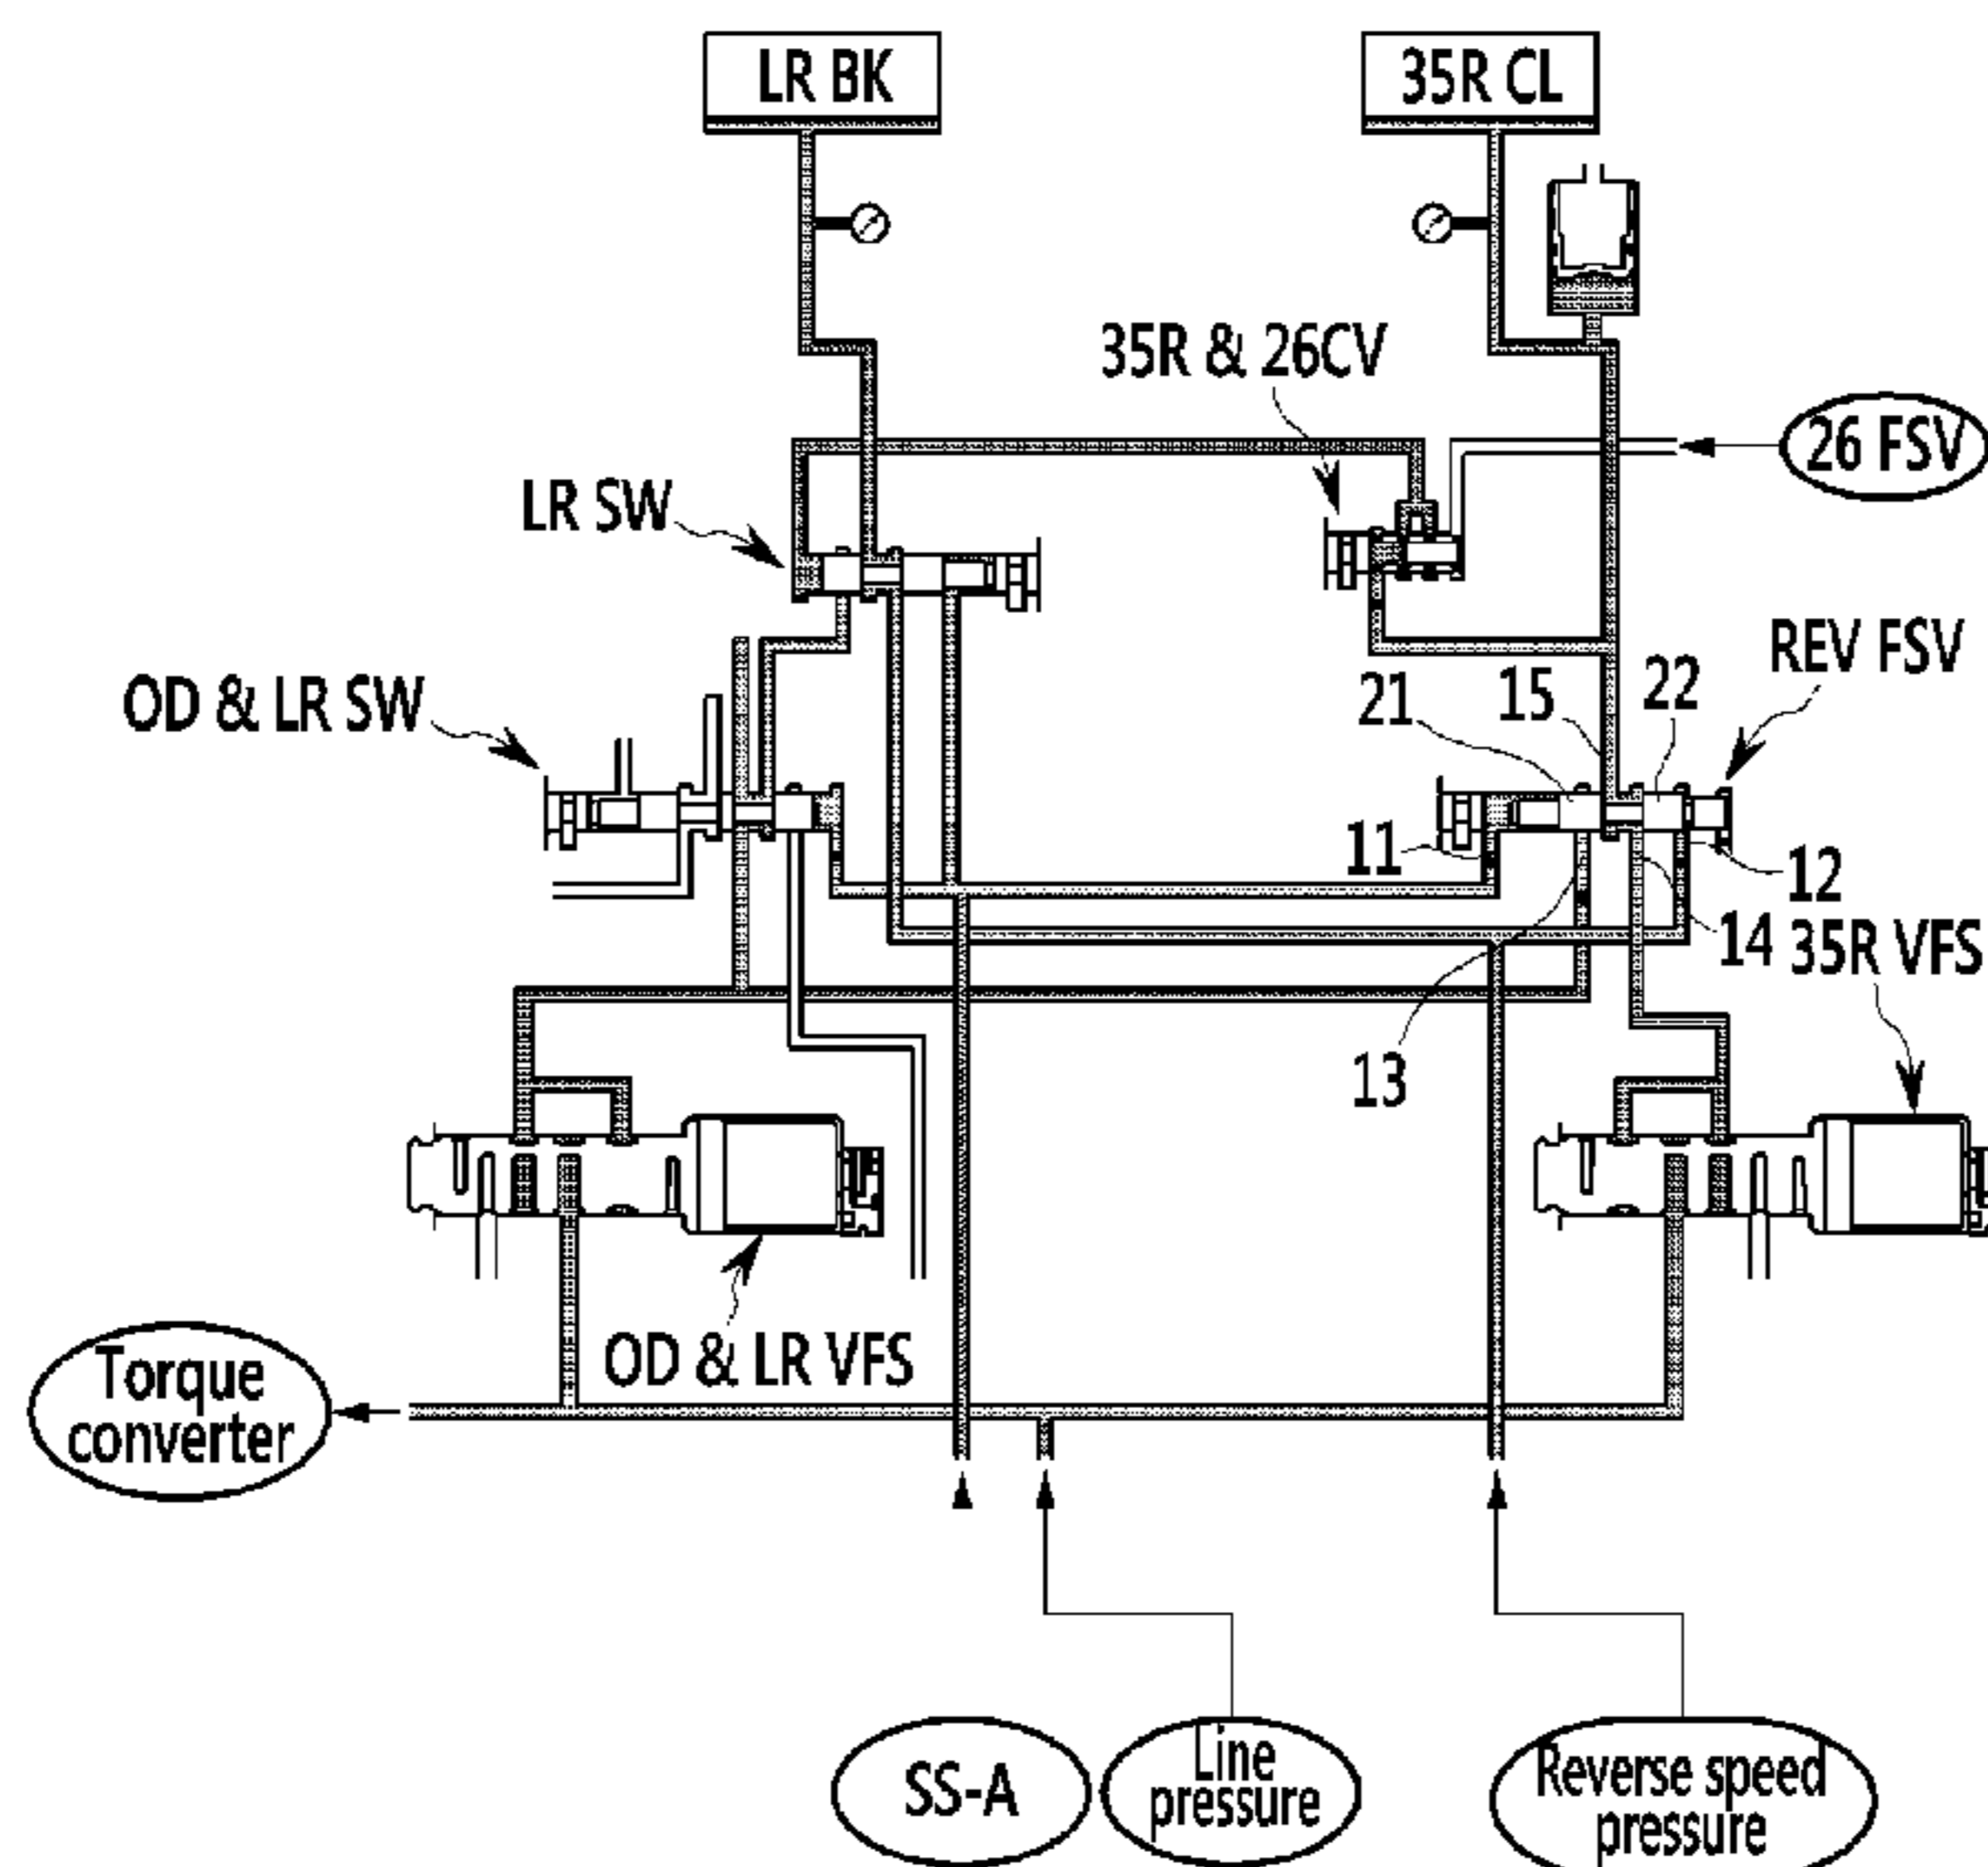 LR BK
35R CL
35R & 26CV
26 FSV
LR SW
REV FSV
OD & LR SW
21
15
22
11
12
14
35R VFS
13
OD & LR VFS
Torque
converter
SS-A
Line
pressure
Reverse speed
pressure